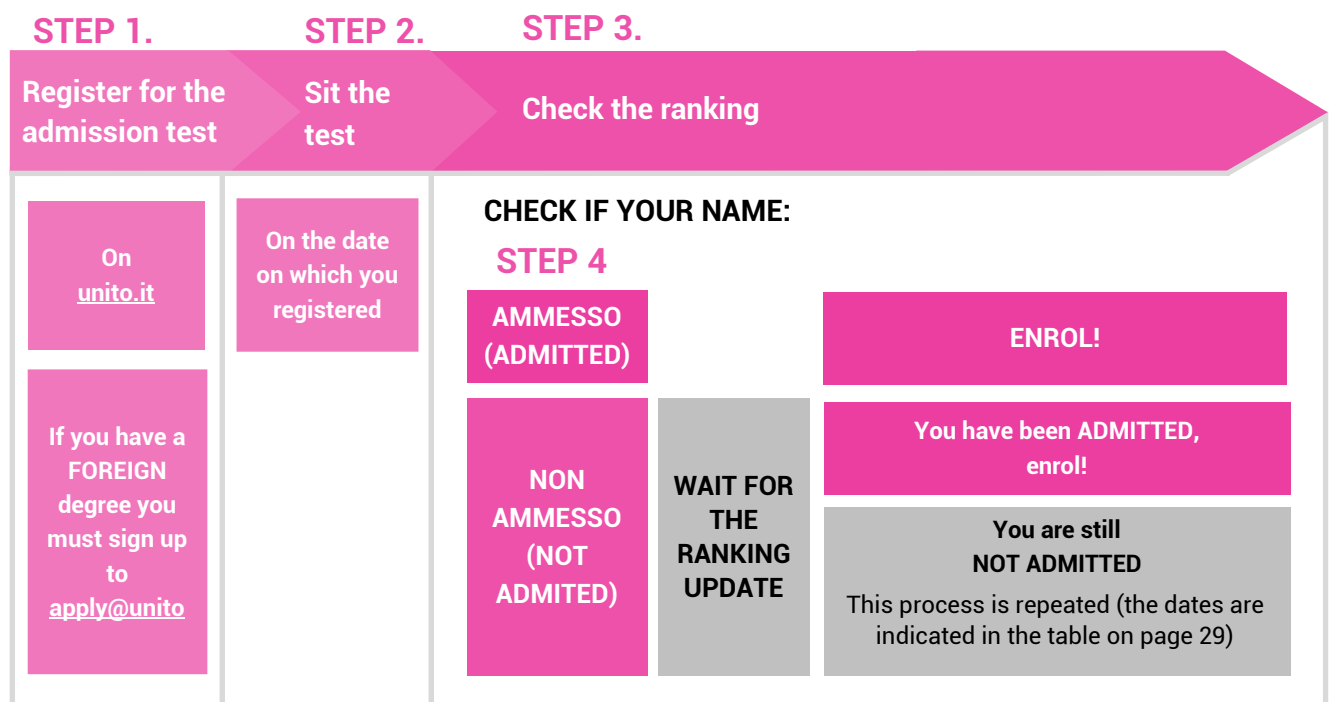 STEP 1.
STEP 2.
STEP 3.
Register for the
admission test
Sit the
test
Check the ranking
On
unito.it
If you have a
FOREIGN
degree you
must sign up
to
apply@unito
On the date
on which you
registered
CHECK IF YOUR NAME:
STEP 4
AMMESSO
(ADMITTED)
ENROL!
NON
AMMESSO
(NOT
ADMITED)
WAIT FOR
THE
RANKING
UPDATE
You have been ADMITTED,
enrol!
You are still
NOT ADMITTED
This process is repeated (the dates are
indicated in the table on page 29)